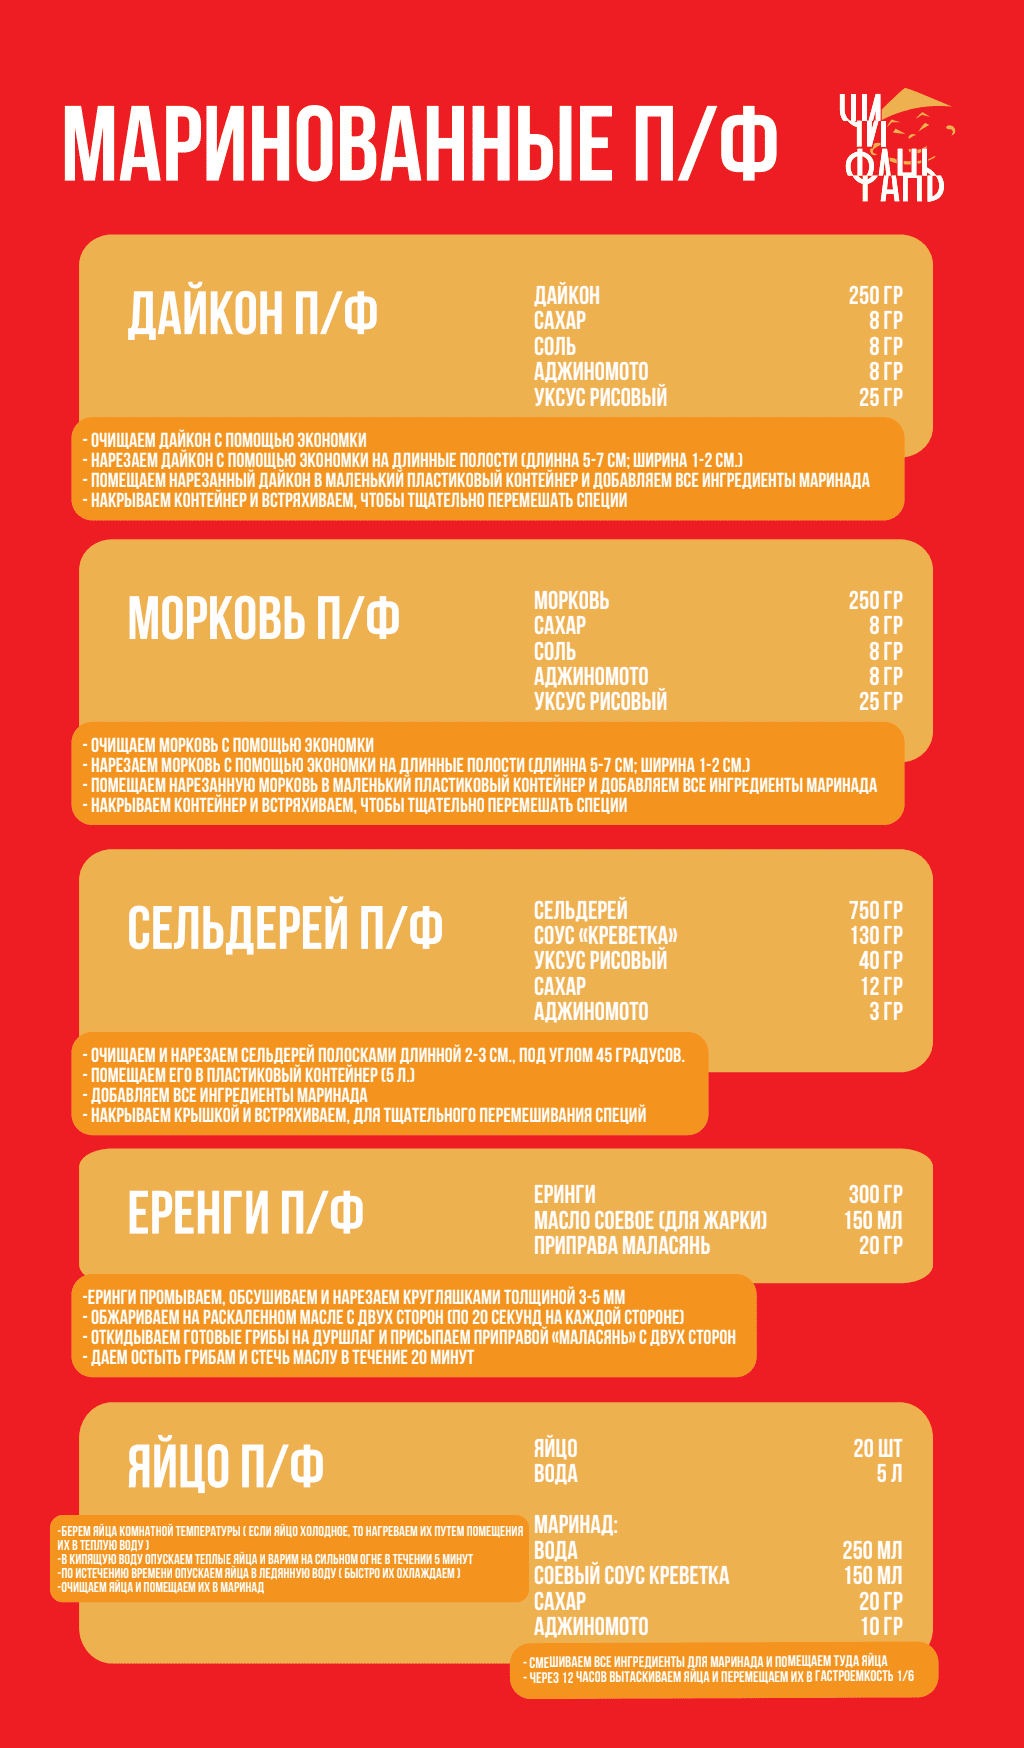 МАРИНОВАННЫЕ П/Ф
ЧИ
ЧИ
ФАНЬ
ФАНЬ
ДАЙКОН П/Ф
ДАЙКОН 250 ГР
САХАР 8 ГР
СОЛЬ 8 ГР
АДЖИНОМОТО 8 ГР
УКСУС РИСОВЫЙ 25 ГР
- ОЧИЩАЕМ ДАЙКОН С ПОМОЩЬЮ ЭКОНОМКИ
- НАРЕЗАЕМ ДАЙКОН С ПОМОЩЬЮ ЭКОНОМКИ НА ДЛИННЫЕ ПОЛОСТИ (ДЛИННА 5-7 СМ; ШИРИНА 1-2 СМ.)
- ПОМЕЩАЕМ НАРЕЗАННЫЙ ДАЙКОН В МАЛЕНЬКИЙ ПЛАСТИКОВЫЙ КОНТЕЙНЕР И ДОБАВЛЯЕМ ВСЕ ИНГРЕДИЕНТЫ МАРИНАДА
- НАКРЫВАЕМ КОНТЕЙНЕР И ВСТРЯХИВАЕМ, ЧТОБЫ ТЩАТЕЛЬНО ПЕРЕМЕШАТЬ СПЕЦИИ
МОРКОВЬ П/Ф
МОРКОВЬ 250 ГР
САХАР 8 ГР
СОЛЬ 8 ГР
АДЖИНОМОТО 8 ГР
УКСУС РИСОВЫЙ 25 ГР
- ОЧИЩАЕМ МОРКОВЬ С ПОМОЩЬЮ ЭКОНОМКИ
- НАРЕЗАЕМ МОРКОВЬ С ПОМОЩЬЮ ЭКОНОМКИ НА ДЛИННЫЕ ПОЛОСТИ (ДЛИННА 5-7 СМ; ШИРИНА 1-2 СМ.)
- ПОМЕЩАЕМ НАРЕЗАННУЮ МОРКОВЬ В МАЛЕНЬКИЙ ПЛАСТИКОВЫЙ КОНТЕЙНЕР И ДОБАВЛЯЕМ ВСЕ ИНГРЕДИЕНТЫ МАРИНАДА
- НАКРЫВАЕМ КОНТЕЙНЕР И ВСТРЯХИВАЕМ, ЧТОБЫ ТЩАТЕЛЬНО ПЕРЕМЕШАТЬ СПЕЦИИ
СЕЛЬДЕРЕЙ П/Ф
СЕЛЬДЕРЕЙ 750 ГР
СОУС «КРЕВЕТКА» 130 ГР
УКСУС РИСОВЫЙ 40 ГР
САХАР 12 ГР
АДЖИНОМОТО 3 ГР
- ОЧИЩАЕМ И НАРЕЗАЕМ СЕЛЬДЕРЕЙ ПОЛОСКАМИ ДЛИННОЙ 2-3 СМ., ПОД УГЛОМ 45 ГРАДУСОВ.
- ПОМЕЩАЕМ ЕГО В ПЛАСТИКОВЫЙ КОНТЕЙНЕР (5 Л.)
- ДОБАВЛЯЕМ ВСЕ ИНГРЕДИЕНТЫ МАРИНАДА
- НАКРЫВАЕМ КРЫШКОЙ И ВСТРЯХИВАЕМ, ДЛЯ ТЩАТЕЛЬНОГО ПЕРЕМЕШИВАНИЯ СПЕЦИЙ
ЕРЕНГИ П/Ф
ЕРИНГИ 300 ГР
МАСЛО СОЕВОЕ (ДЛЯ ЖАРКИ) 150 МЛ
ПРИПРАВА МАЛАСЯНЬ 20 ГР
-ЕРИНГИ ПРОМЫВАЕМ, ОБСУШИВАЕМ И НАРЕЗАЕМ КРУГЛЯШКАМИ ТОЛЩИНОЙ 3-5 ММ
- ОБЖАРИВАЕМ НА РАСКАЛЕННОМ МАСЛЕ С ДВУХ СТОРОН (ПО 20 СЕКУНД НА КАЖДОЙ СТОРОНЕ)
- ОТКИДЫВАЕМ ГОТОВЫЕ ГРИБЫ НА ДУРШЛАГ И ПРИСЫПАЕМ ПРИПРАВОЙ «МАЛАСЯНЬ» С ДВУХ СТОРОН
- ДАЕМ ОСТЫТЬ ГРИБАМ И СТЕЧЬ МАСЛУ В ТЕЧЕНИЕ 20 МИНУТ
ЯЙЦО П/Ф
ЯЙЦО 20 ШТ
ВОДА 5 Л
-БЕРЕМ ЯЙЦА КОМНАТНОЙ ТЕМПЕРАТУРЫ ( ЕСЛИ ЯЙЦО ХОЛОДНОЕ, ТО НАГРЕВАЕМ ИХ ПУТЕМ ПОМЕЩЕНИЯ
ИХ В ТЕПЛУЮ ВОДУ )
-В КИПЯЩУЮ ВОДУ ОПУСКАЕМ ТЕПЛЫЕ ЯЙЦА И ВАРИМ НА СИЛЬНОМ ОГНЕ В ТЕЧЕНИИ 5 МИНУТ
-ПО ИСТЕЧЕНИЮ ВРЕМЕНИ ОПУСКАЕМ ЯЙЦА В ЛЕДЯННУЮ ВОДУ ( БЫСТРО ИХ ОХЛАЖДАЕМ )
-ОЧИЩАЕМ ЯЙЦА И ПОМЕЩАЕМ ИХ В МАРИНАД
МАРИНАД:
ВОДА 250 МЛ
СОЕВЫЙ СОУС КРЕВЕТКА 150 МЛ
САХАР 20 ГР
АДЖИНОМОТО 10 ГР
- СМЕШИВАЕМ ВСЕ ИНГРЕДИЕНТЫ ДЛЯ МАРИНАДА И ПОМЕЩАЕМ ТУДА ЯЙЦА
- ЧЕРЕЗ 12 ЧАСОВ ВЫТАСКИВАЕМ ЯЙЦА И ПЕРЕМЕЩАЕМ ИХ В ГАСТРОЕМКОСТЬ 1/6